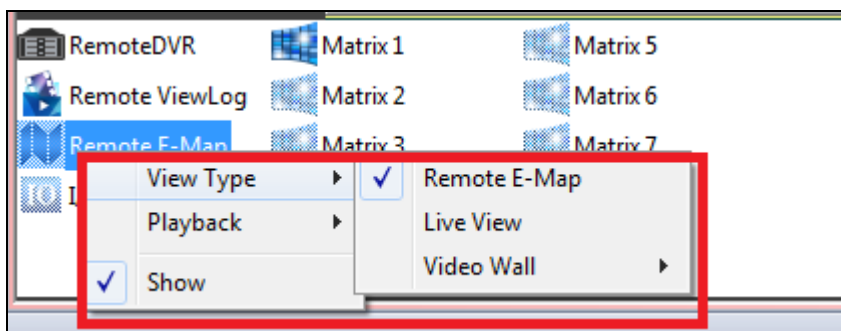 RemoteDVR Matrix 1 Matrix 5
Remote ViewLog Matrix 2 Matrix 6
Remote E-Map Matrix 3 Matrix 7
View Type Remote E-Map
Playback Live View
Show Video Wall